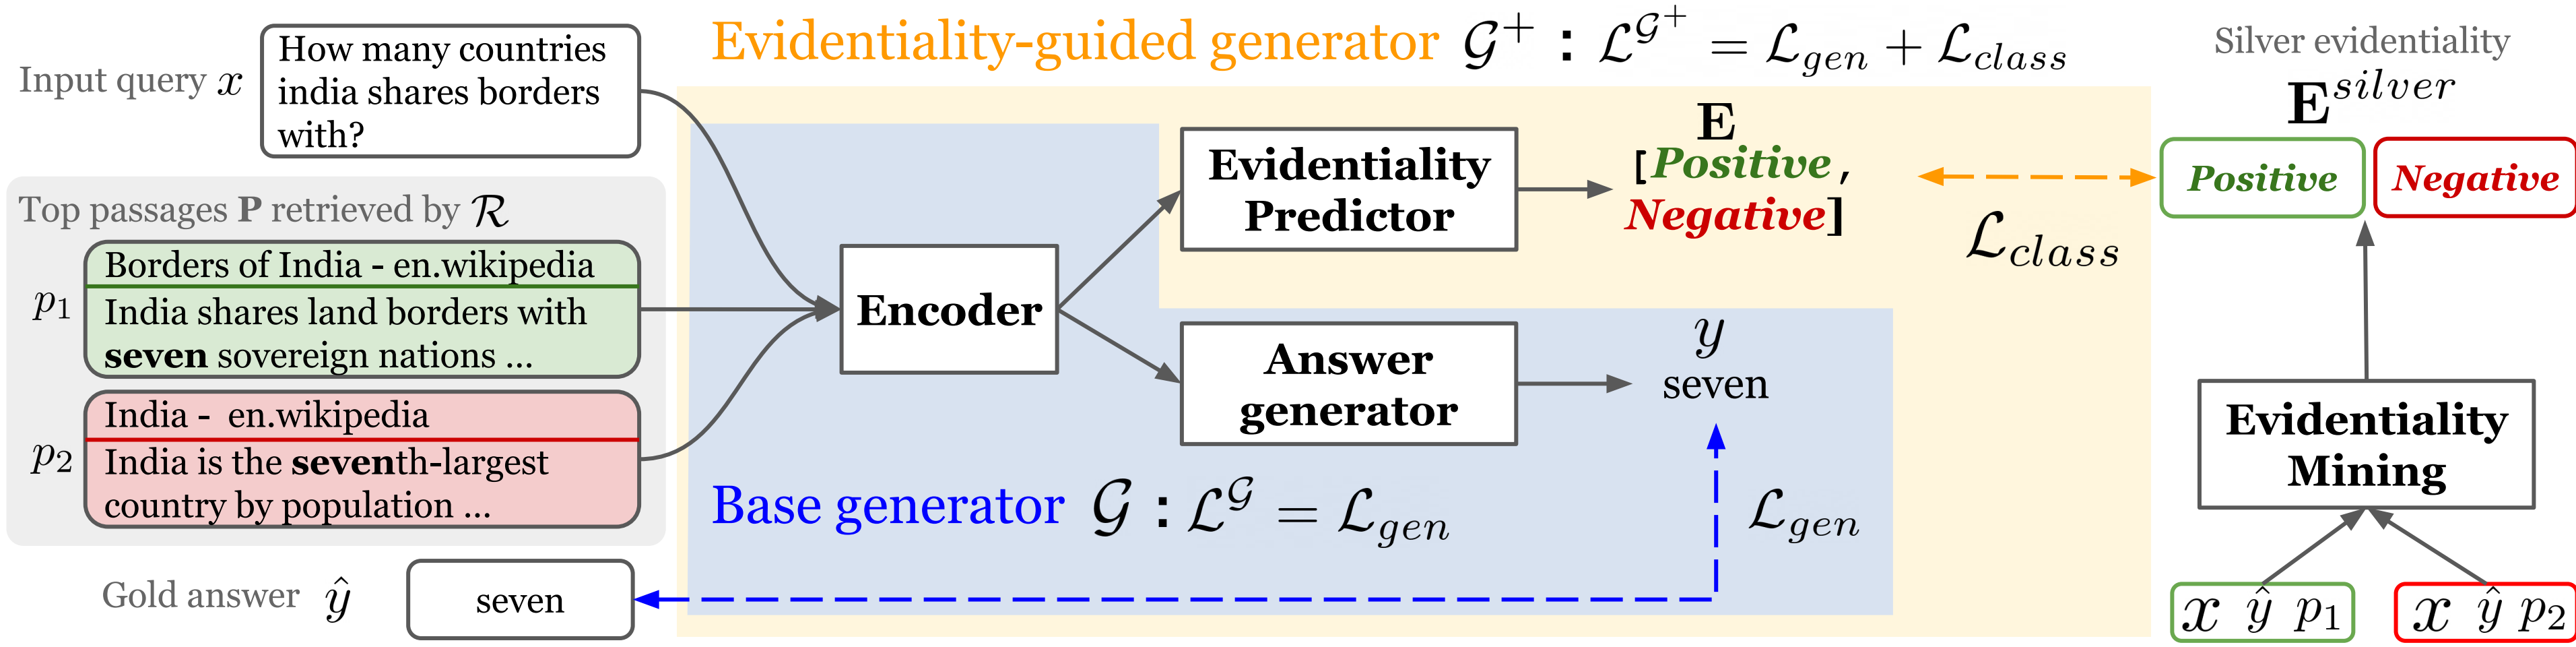 Input query x
How many countries
india shares borders
with?
Top passages P retrieved by ℛ
p₁
Borders of India - en.wikipedia
India shares land borders with
seven sovereign nations ...
p₂
India - en.wikipedia
India is the seventh-largest
country by population ...
Gold answer ŷ
seven
Evidentiality-guided generator 𝒢⁺ : ℒ^𝒢⁺ = ℒ_gen + ℒ_class
Encoder
Evidentiality
Predictor
E
[Positive,
Negative]
ℒ_class
Answer
generator
y
seven
Base generator 𝒢 : ℒ^𝒢 = ℒ_gen
ℒ_gen
Silver evidentiality
E^silver
Positive
Negative
Evidentiality
Mining
x ŷ p₁
x ŷ p₂